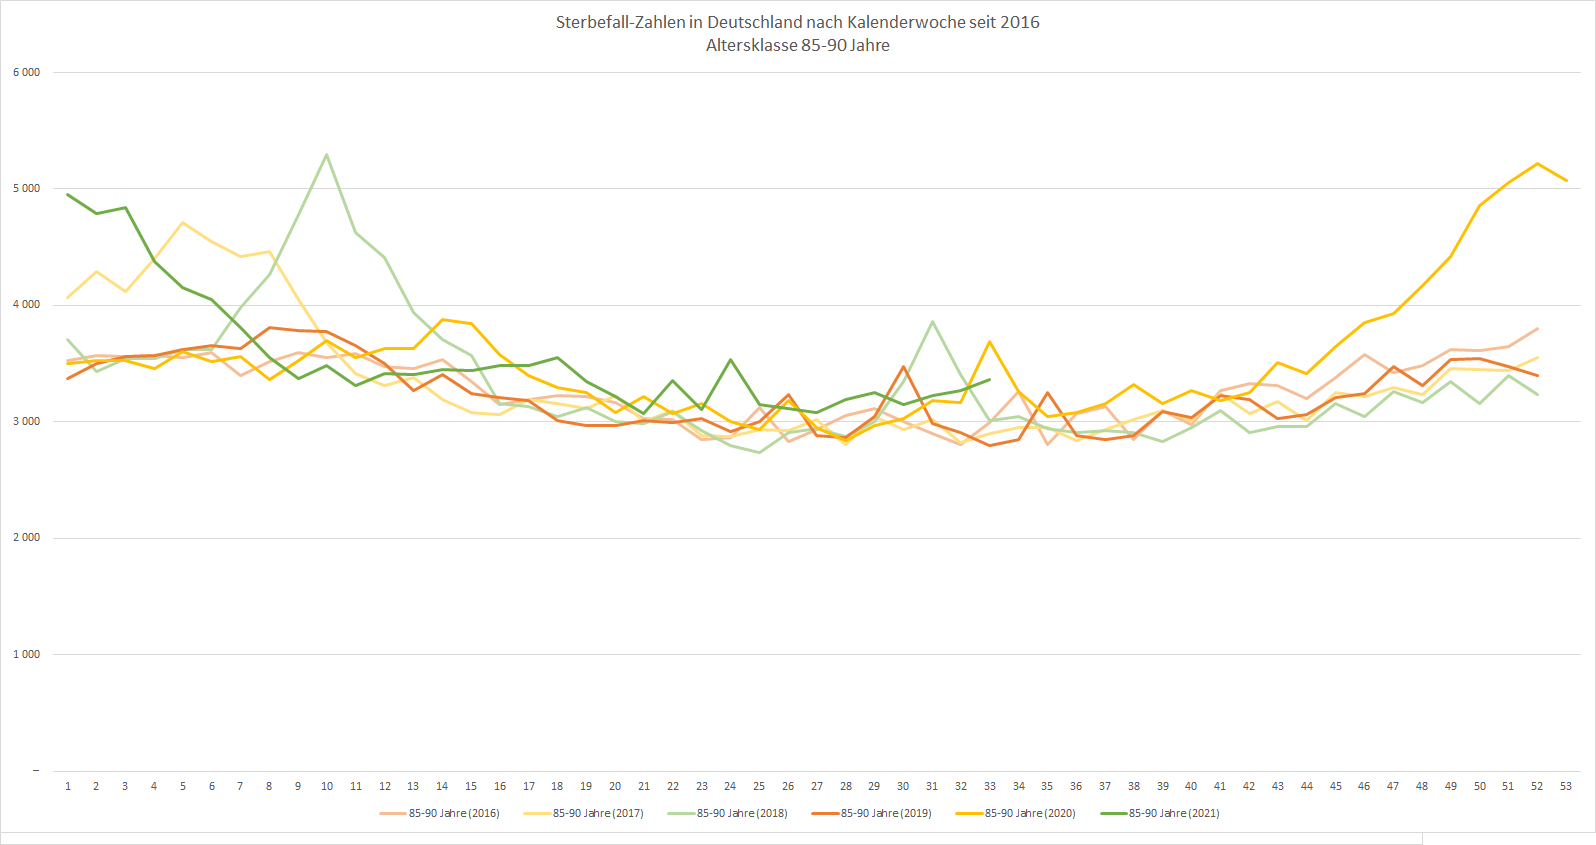 Sterbefall-Zahlen in Deutschland nach Kalenderwoche seit 2016
Altersklasse 85-90 Jahre
6 000
5 000
4 000
3 000
2 000
1 000
–
1 2 3 4 5 6 7 8 9 10 11 12 13 14 15 16 17 18 19 20 21 22 23 24 25 26 27 28 29 30 31 32 33 34 35 36 37 38 39 40 41 42 43 44 45 46 47 48 49 50 51 52 53
85-90 Jahre (2016) 85-90 Jahre (2017) 85-90 Jahre (2018) 85-90 Jahre (2019) 85-90 Jahre (2020) 85-90 Jahre (2021)